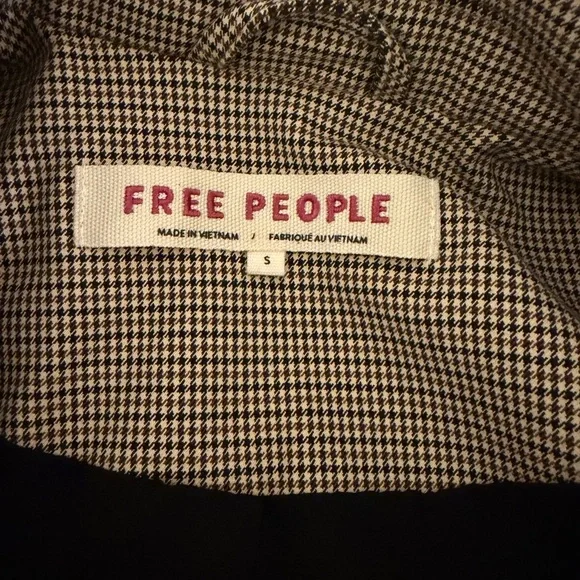 FREE PEOPLE
MADE IN VIETNAM / FABRIQUÉ AU VIETNAM
S